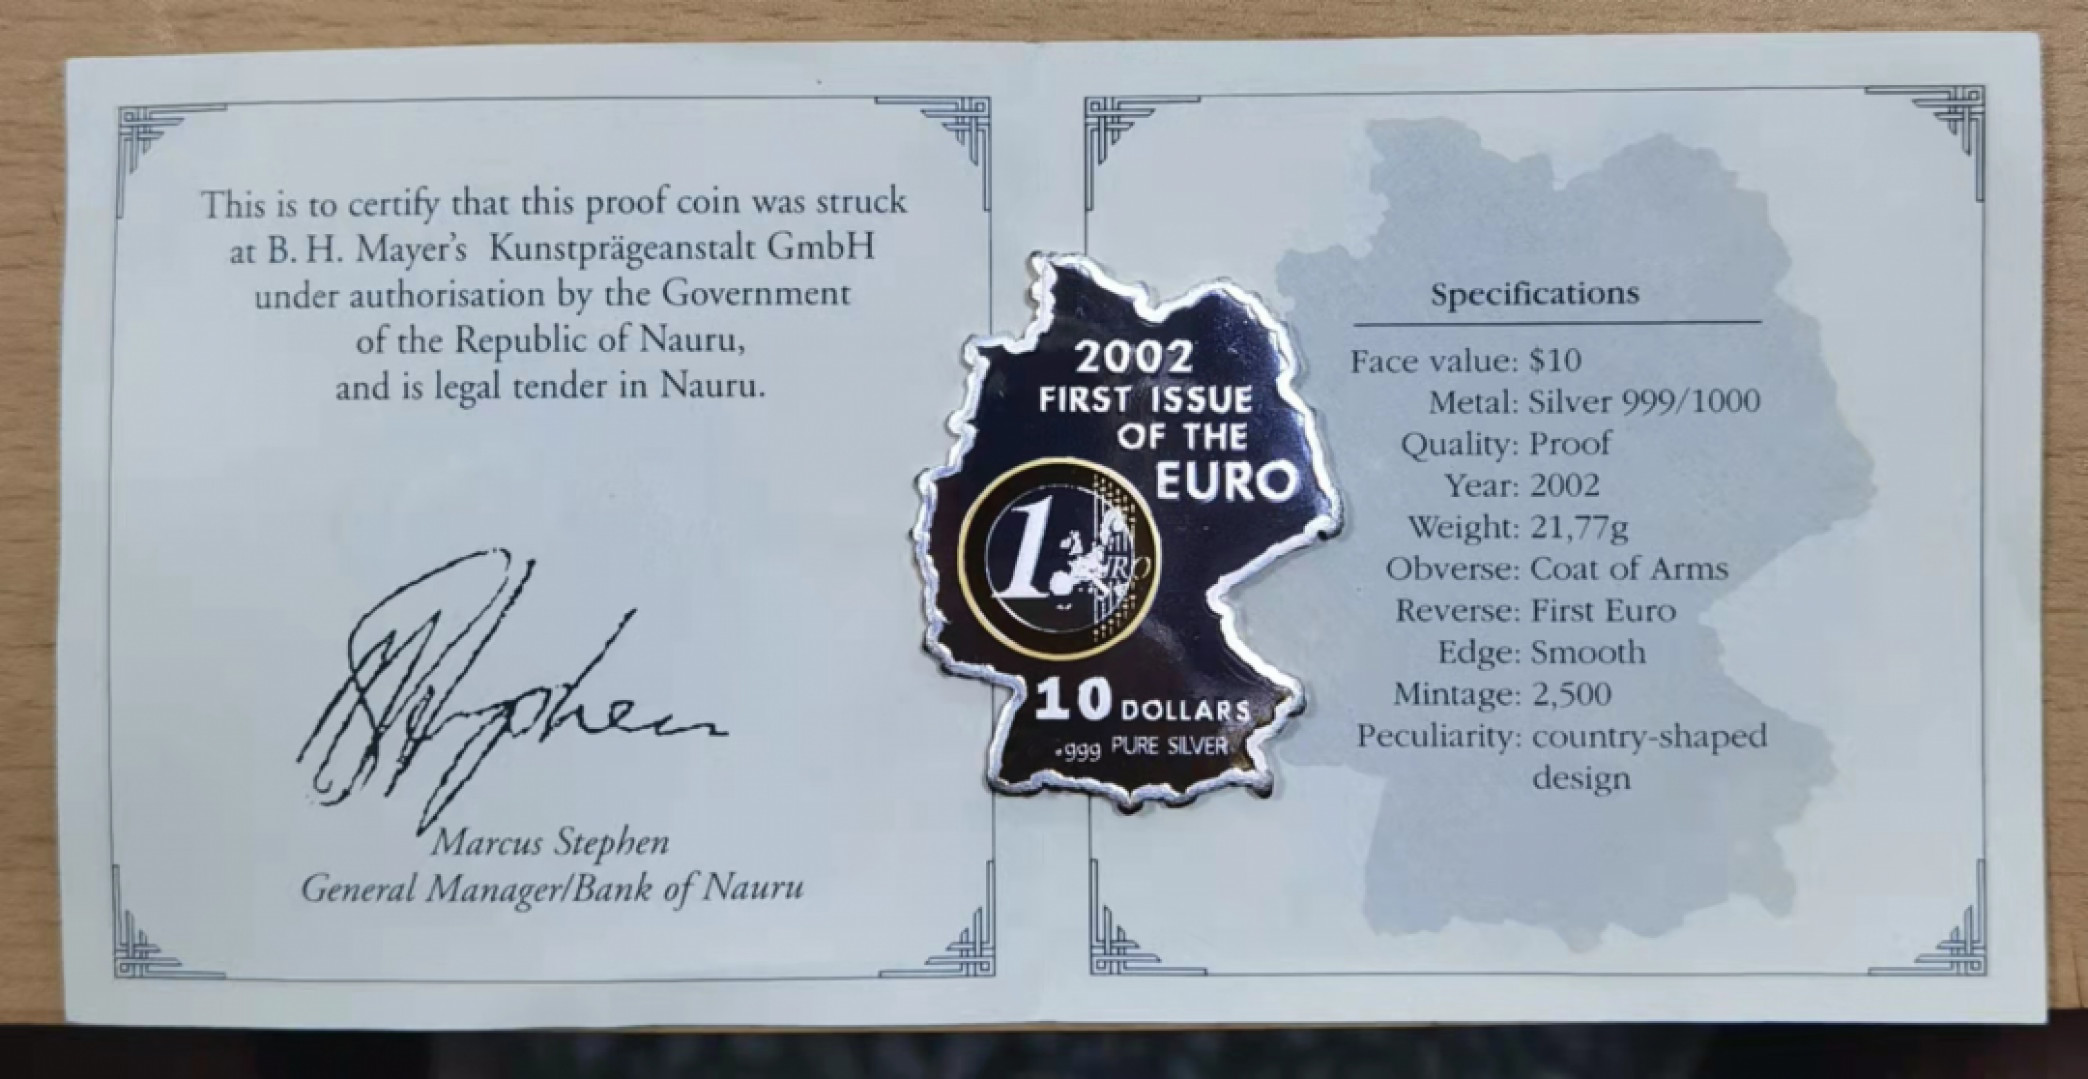 This is to certify that this proof coin was struck
at B. H. Mayer's Kunstprägeanstalt GmbH
under authorisation by the Government
of the Republic of Nauru,
and is legal tender in Nauru.
Stephen
Marcus Stephen
General Manager/Bank of Nauru
2002
FIRST ISSUE
OF THE
EURO
1 EURO
10 DOLLARS
.999 PURE SILVER
Specifications
Face value: $10
Metal: Silver 999/1000
Quality: Proof
Year: 2002
Weight: 21,77g
Obverse: Coat of Arms
Reverse: First Euro
Edge: Smooth
Mintage: 2,500
Peculiarity: country-shaped
design